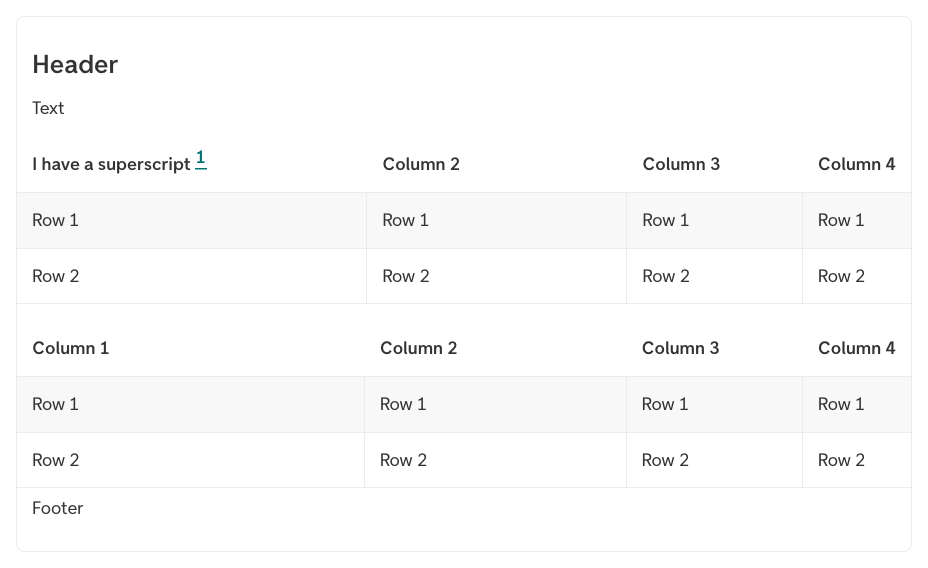 Header
Text
I have a superscript 1 Column 2 Column 3 Column 4
Row 1 Row 1 Row 1 Row 1
Row 2 Row 2 Row 2 Row 2
Column 1 Column 2 Column 3 Column 4
Row 1 Row 1 Row 1 Row 1
Row 2 Row 2 Row 2 Row 2
Footer